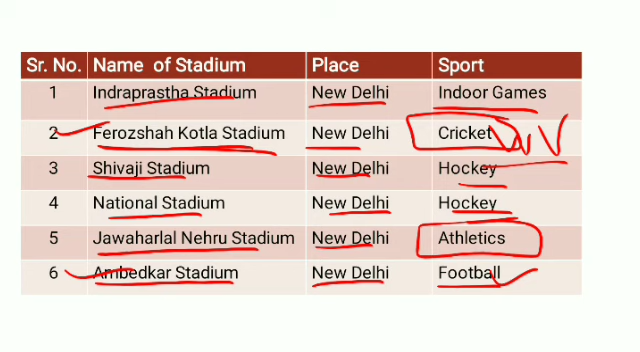 Sr. No. Name of Stadium Place Sport
1 Indraprastha Stadium New Delhi Indoor Games
2 Ferozshah Kotla Stadium New Delhi Cricket
3 Shivaji Stadium New Delhi Hockey
4 National Stadium New Delhi Hockey
5 Jawaharlal Nehru Stadium New Delhi Athletics
6 Ambedkar Stadium New Delhi Football